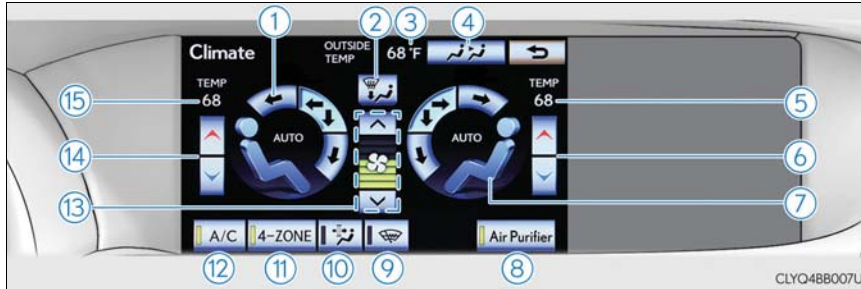 1 2 3 4
Climate OUTSIDE TEMP 68°F
TEMP 68
15
AUTO
AUTO
TEMP 68
5
14
6
13
7
A/C 4-ZONE Air Purifier
12 11 10 9 8
CLYQ4BB007U